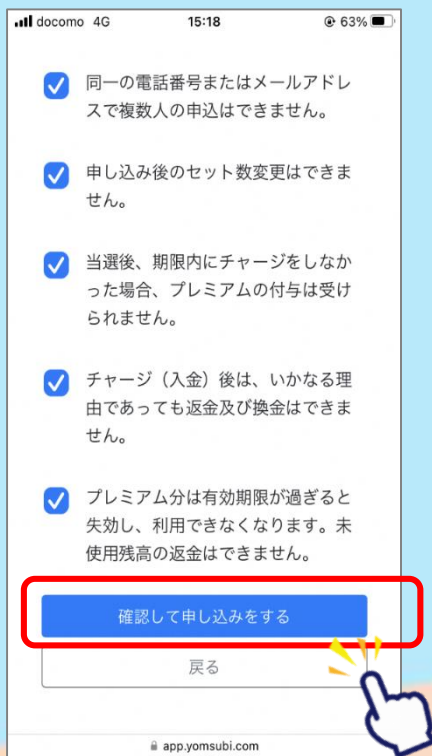 docomo 4G 15:18 63%
同一の電話番号またはメールアドレ
スで複数人の申込はできません。
申し込み後のセット数変更はできま
せん。
当選後、期限内にチャージをしなか
った場合、プレミアムの付与は受け
られません。
チャージ（入金）後は、いかなる理
由であっても返金及び換金はできま
せん。
プレミアム分は有効期限が過ぎると
失効し、利用できなくなります。未
使用残高の返金はできません。
確認して申し込みをする
戻る
app.yomsubi.com